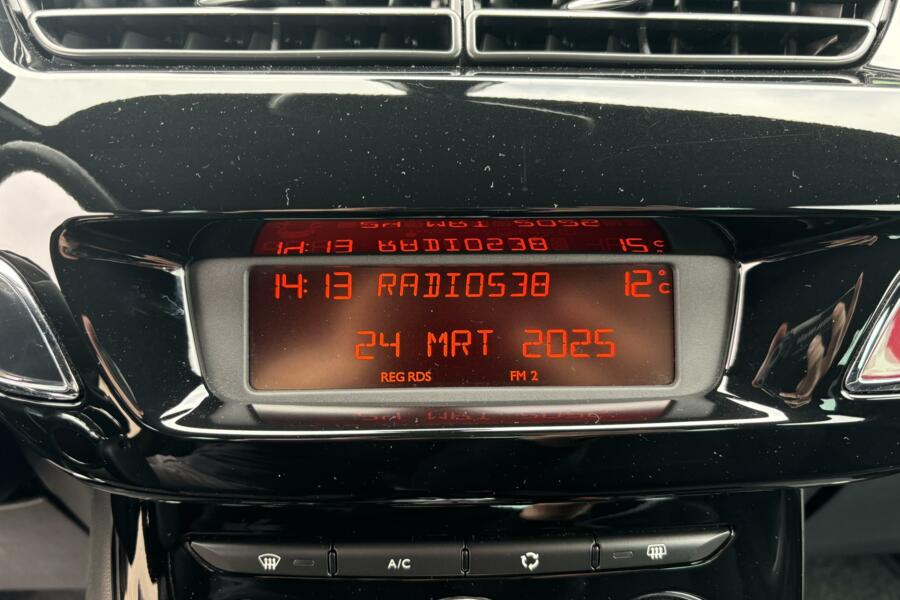 14:13 RADIO538 12°C
24 MRT 2025
REG RDS FM 2
A/C